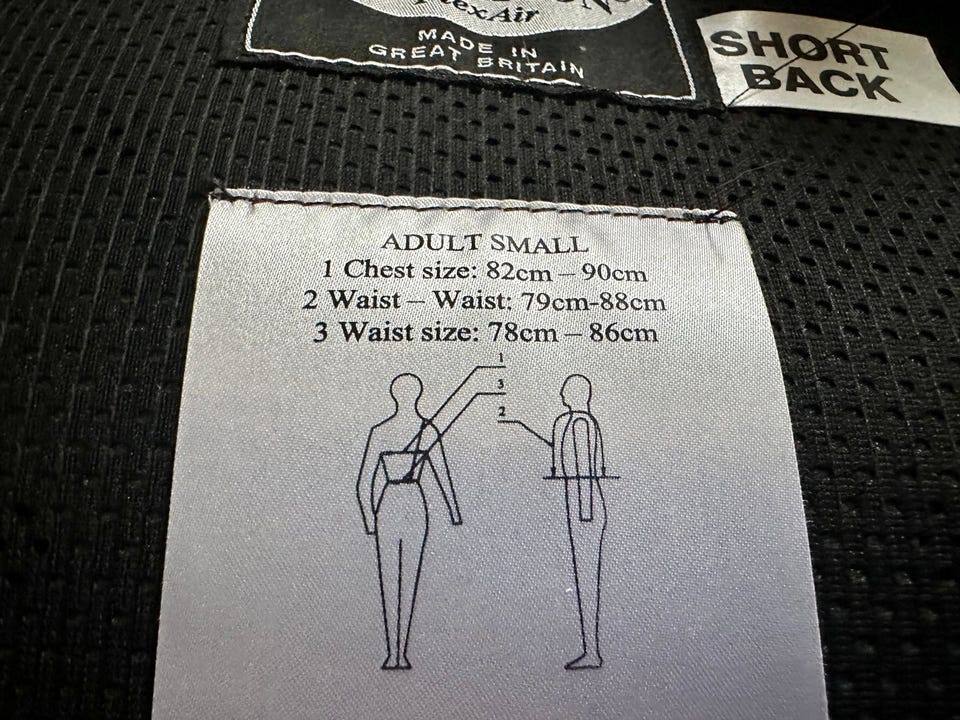 FlexAir
MADE IN
GREAT BRITAIN
SHORT
BACK
ADULT SMALL
1 Chest size: 82cm – 90cm
2 Waist – Waist: 79cm-88cm
3 Waist size: 78cm – 86cm
1
3
2